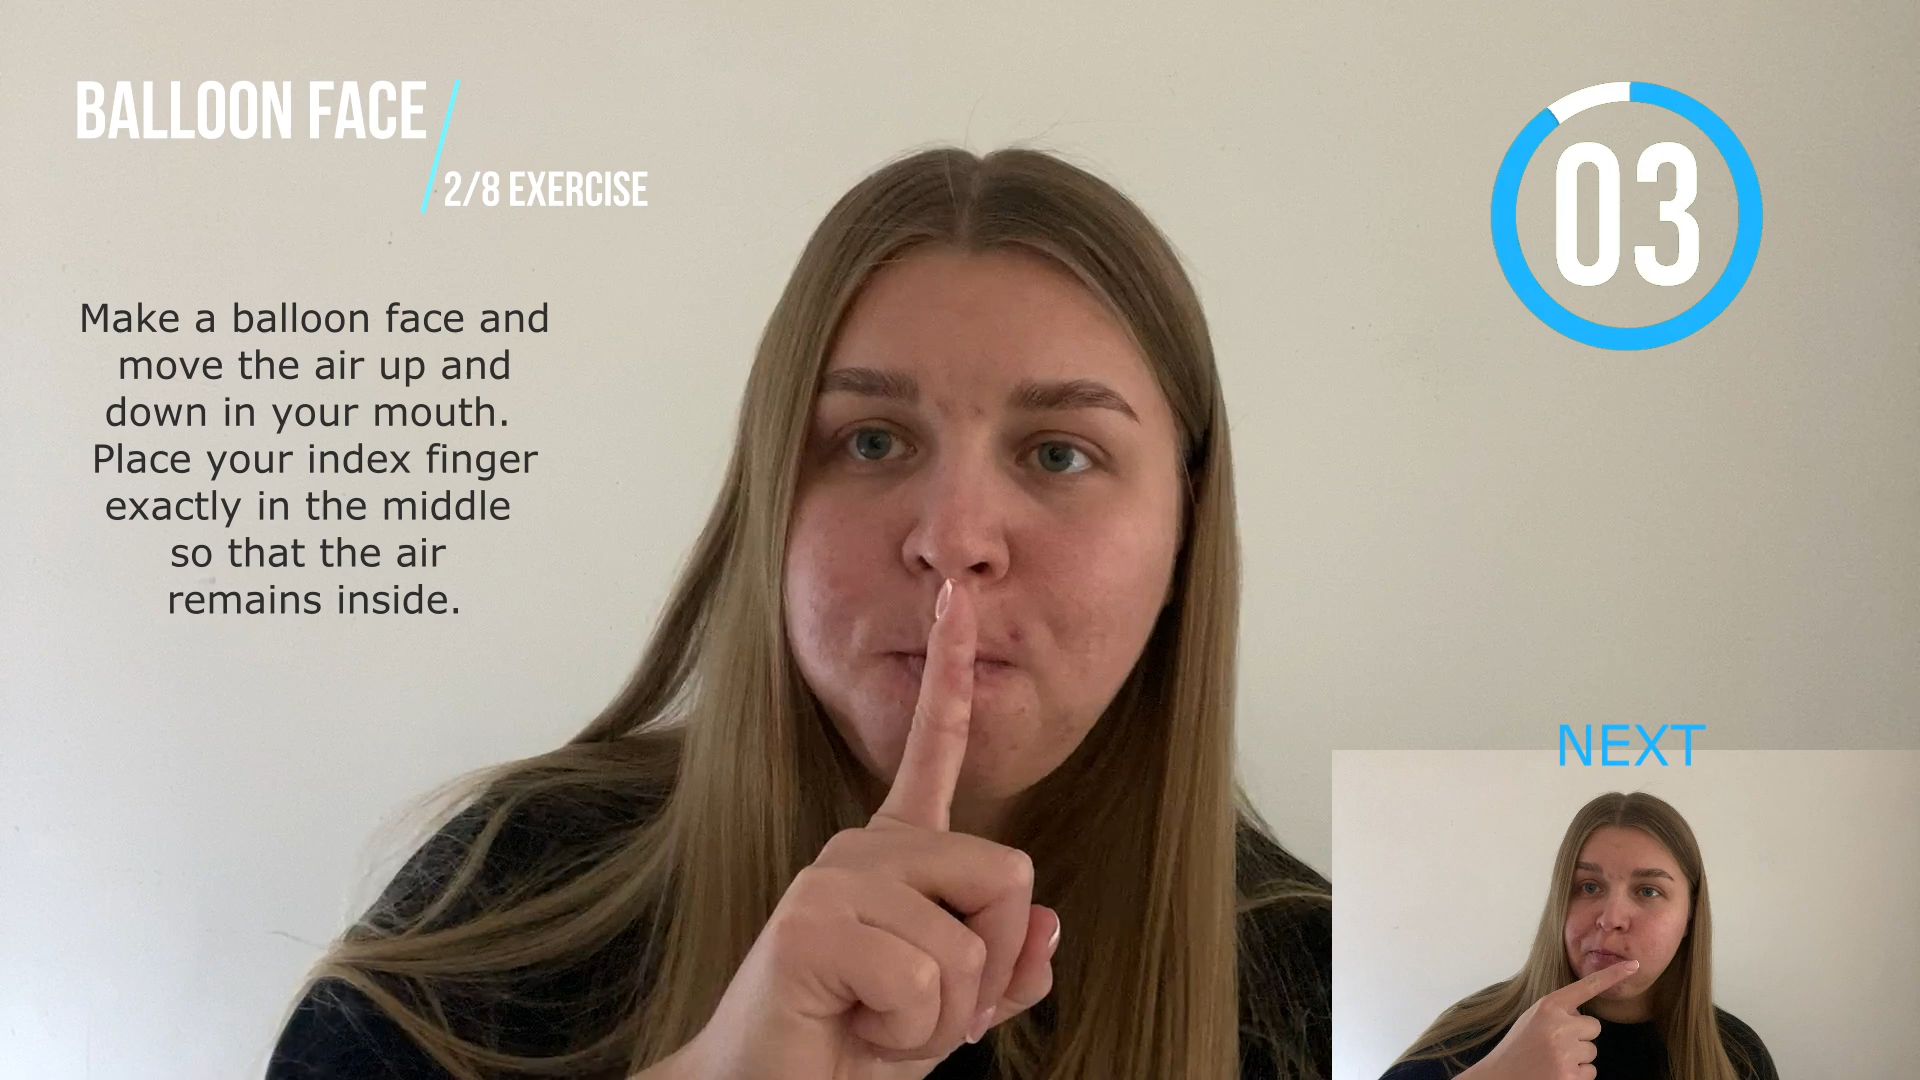 BALLOON FACE
2/8 EXERCISE
03
Make a balloon face and
move the air up and
down in your mouth.
Place your index finger
exactly in the middle
so that the air
remains inside.
NEXT